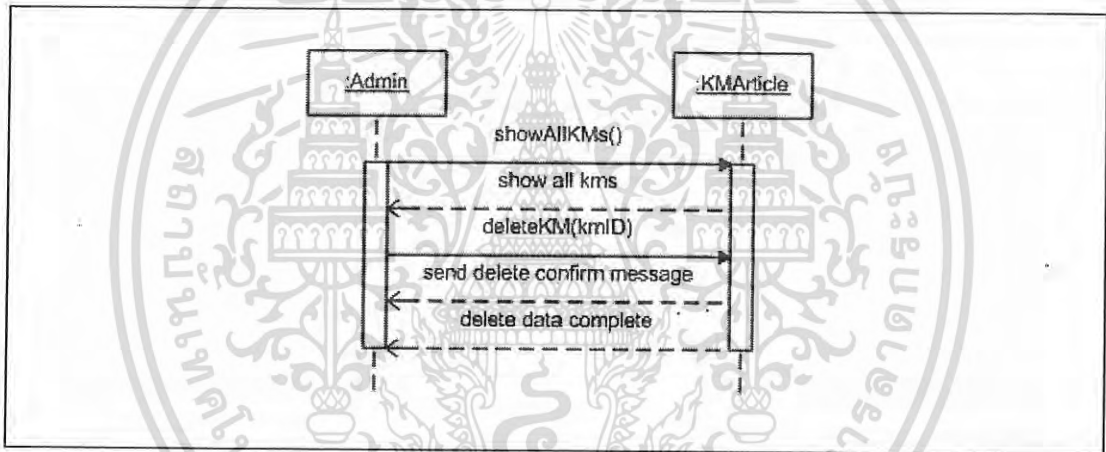 :Admin
:KMArticle
showAllKMs()
show all kms
deleteKM(kmID)
send delete confirm message
delete data complete